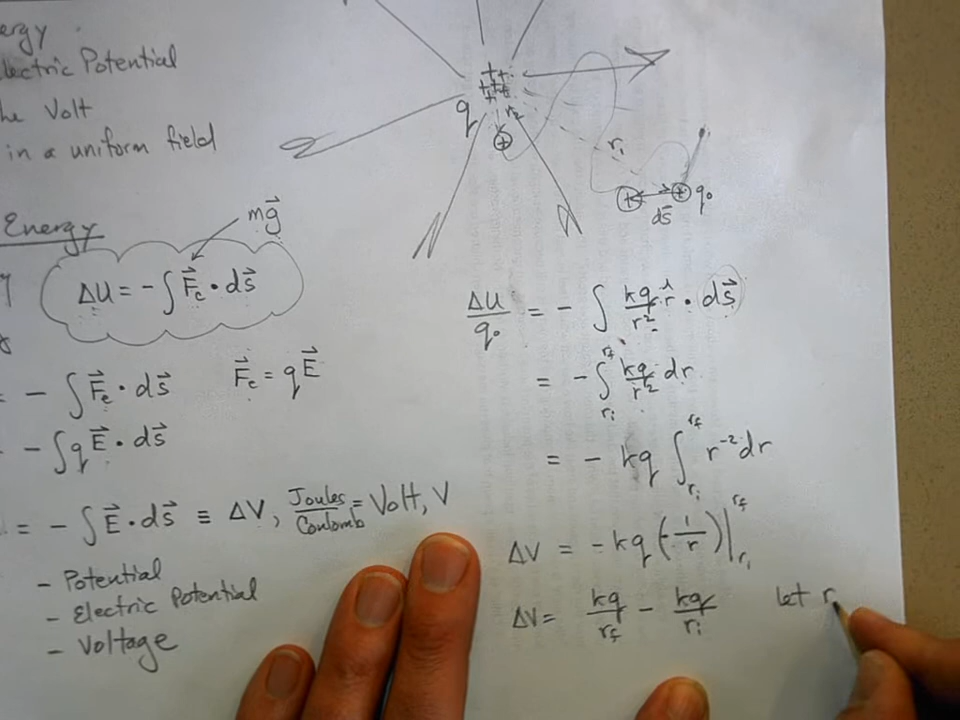 ergy
lectric Potential
he Volt
in a uniform field
Energy
mg⃗
ΔU = - ∫ F⃗e • ds⃗
= - ∫ F⃗e • ds⃗ F⃗e = qE⃗
- ∫ qE⃗ • ds⃗
= - ∫ E⃗ • ds⃗ ≡ ΔV, Joules/Coulomb = Volt, V
- Potential
- Electric Potential
- Voltage
+ + + + + +
q
r2
+
r1
+ + q₀
ds⃗
ΔU/q₀ = - ∫ kq/r² r̂ • ds⃗
= - ∫ri^rf kq/r² dr
= - kq ∫ri^rf r⁻² dr
ΔV = - kq (-1/r) |ri^rf
ΔV = kq/rf - kq/ri let r